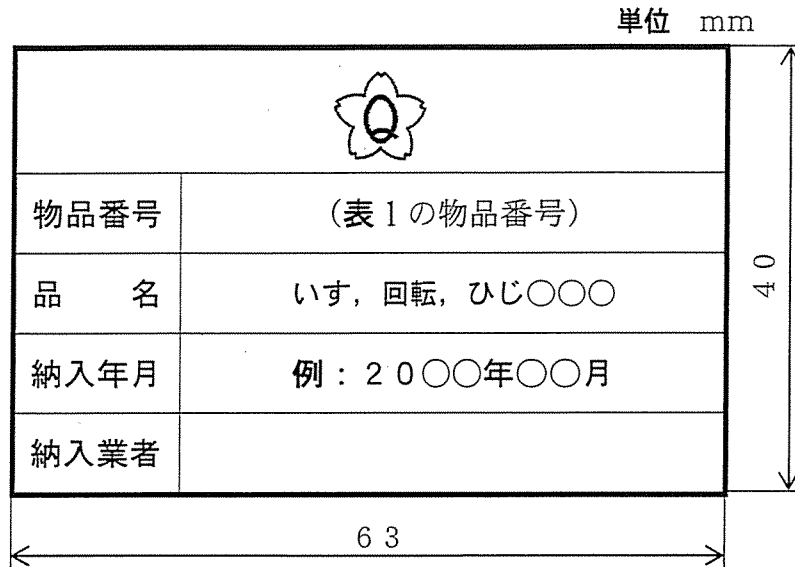 単位 mm
Q
物品番号 (表1の物品番号)
品 名 いす，回転，ひじ○○○
納入年月 例：２０○○年○○月
納入業者
40
63